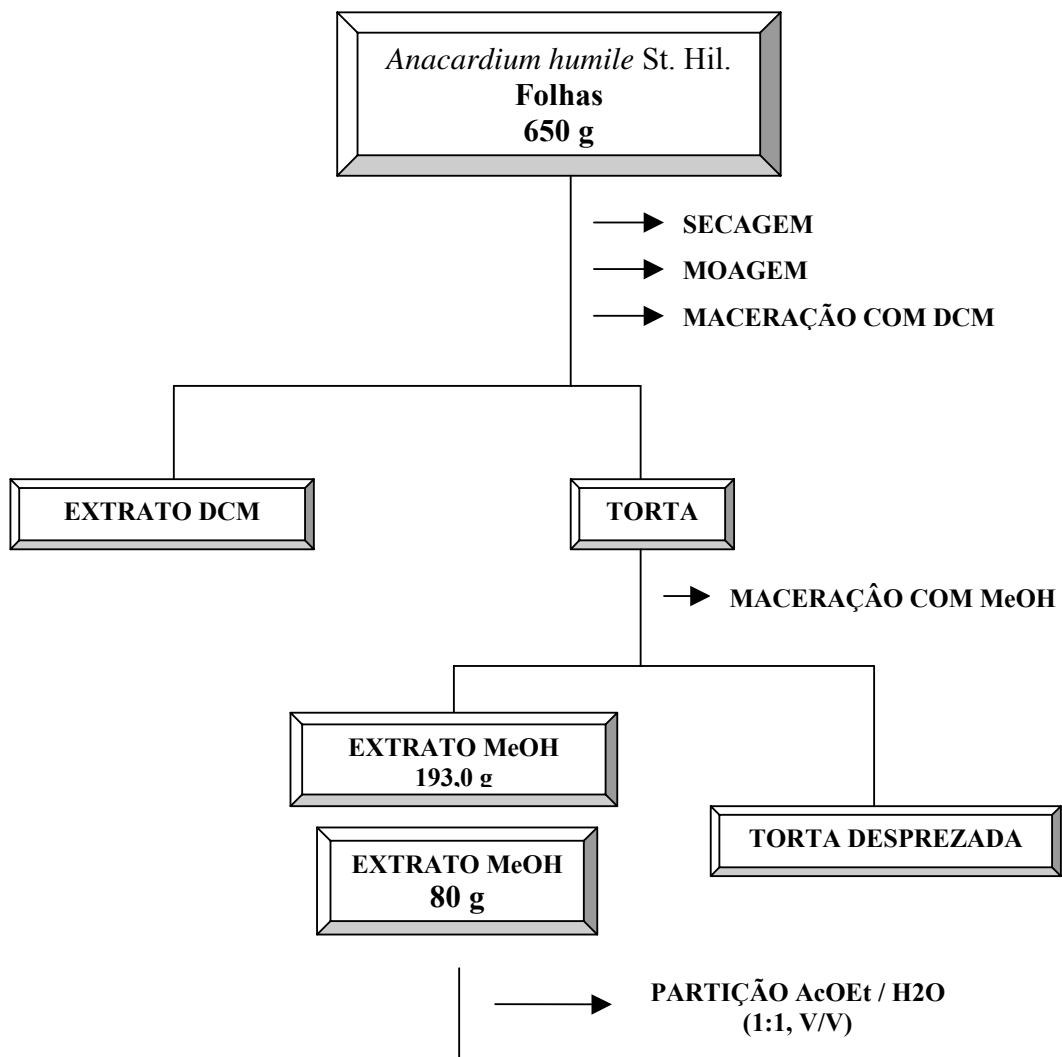 Anacardium humile St. Hil.
Folhas
650 g
SECAGEM
MOAGEM
MACERAÇÃO COM DCM
EXTRATO DCM
TORTA
MACERAÇÂO COM MeOH
EXTRATO MeOH
193,0 g
EXTRATO MeOH
80 g
TORTA DESPREZADA
PARTIÇÃO AcOEt / H2O
(1:1, V/V)